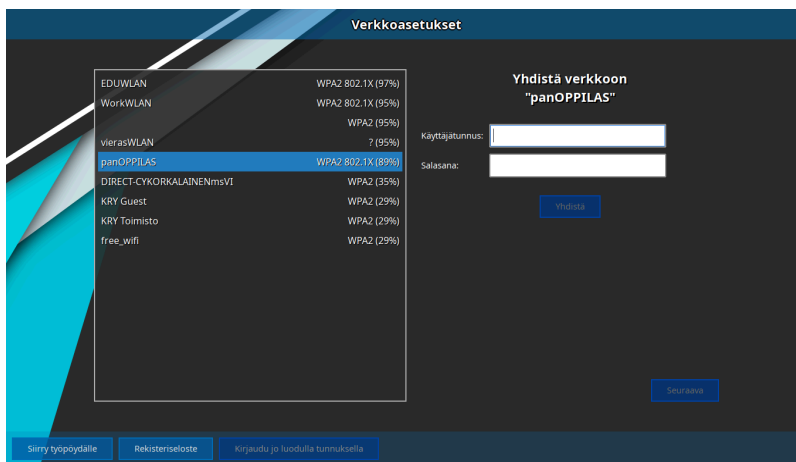 Verkkoasetukset
EDUWLAN WPA2 802.1X (97%)
WorkWLAN WPA2 802.1X (95%)
WPA2 (95%)
vierasWLAN ? (95%)
panOPPILAS WPA2 802.1X (89%)
DIRECT-CYKORKALAINENmsVI WPA2 (35%)
KRY Guest WPA2 (29%)
KRY Toimisto WPA2 (29%)
free_wifi WPA2 (29%)
Yhdistä verkkoon
"panOPPILAS"
Käyttäjätunnus:
Salasana:
Yhdistä
Seuraava
Siirry työpöydälle Rekisteriseloste Kirjaudu jo luodulla tunnuksella